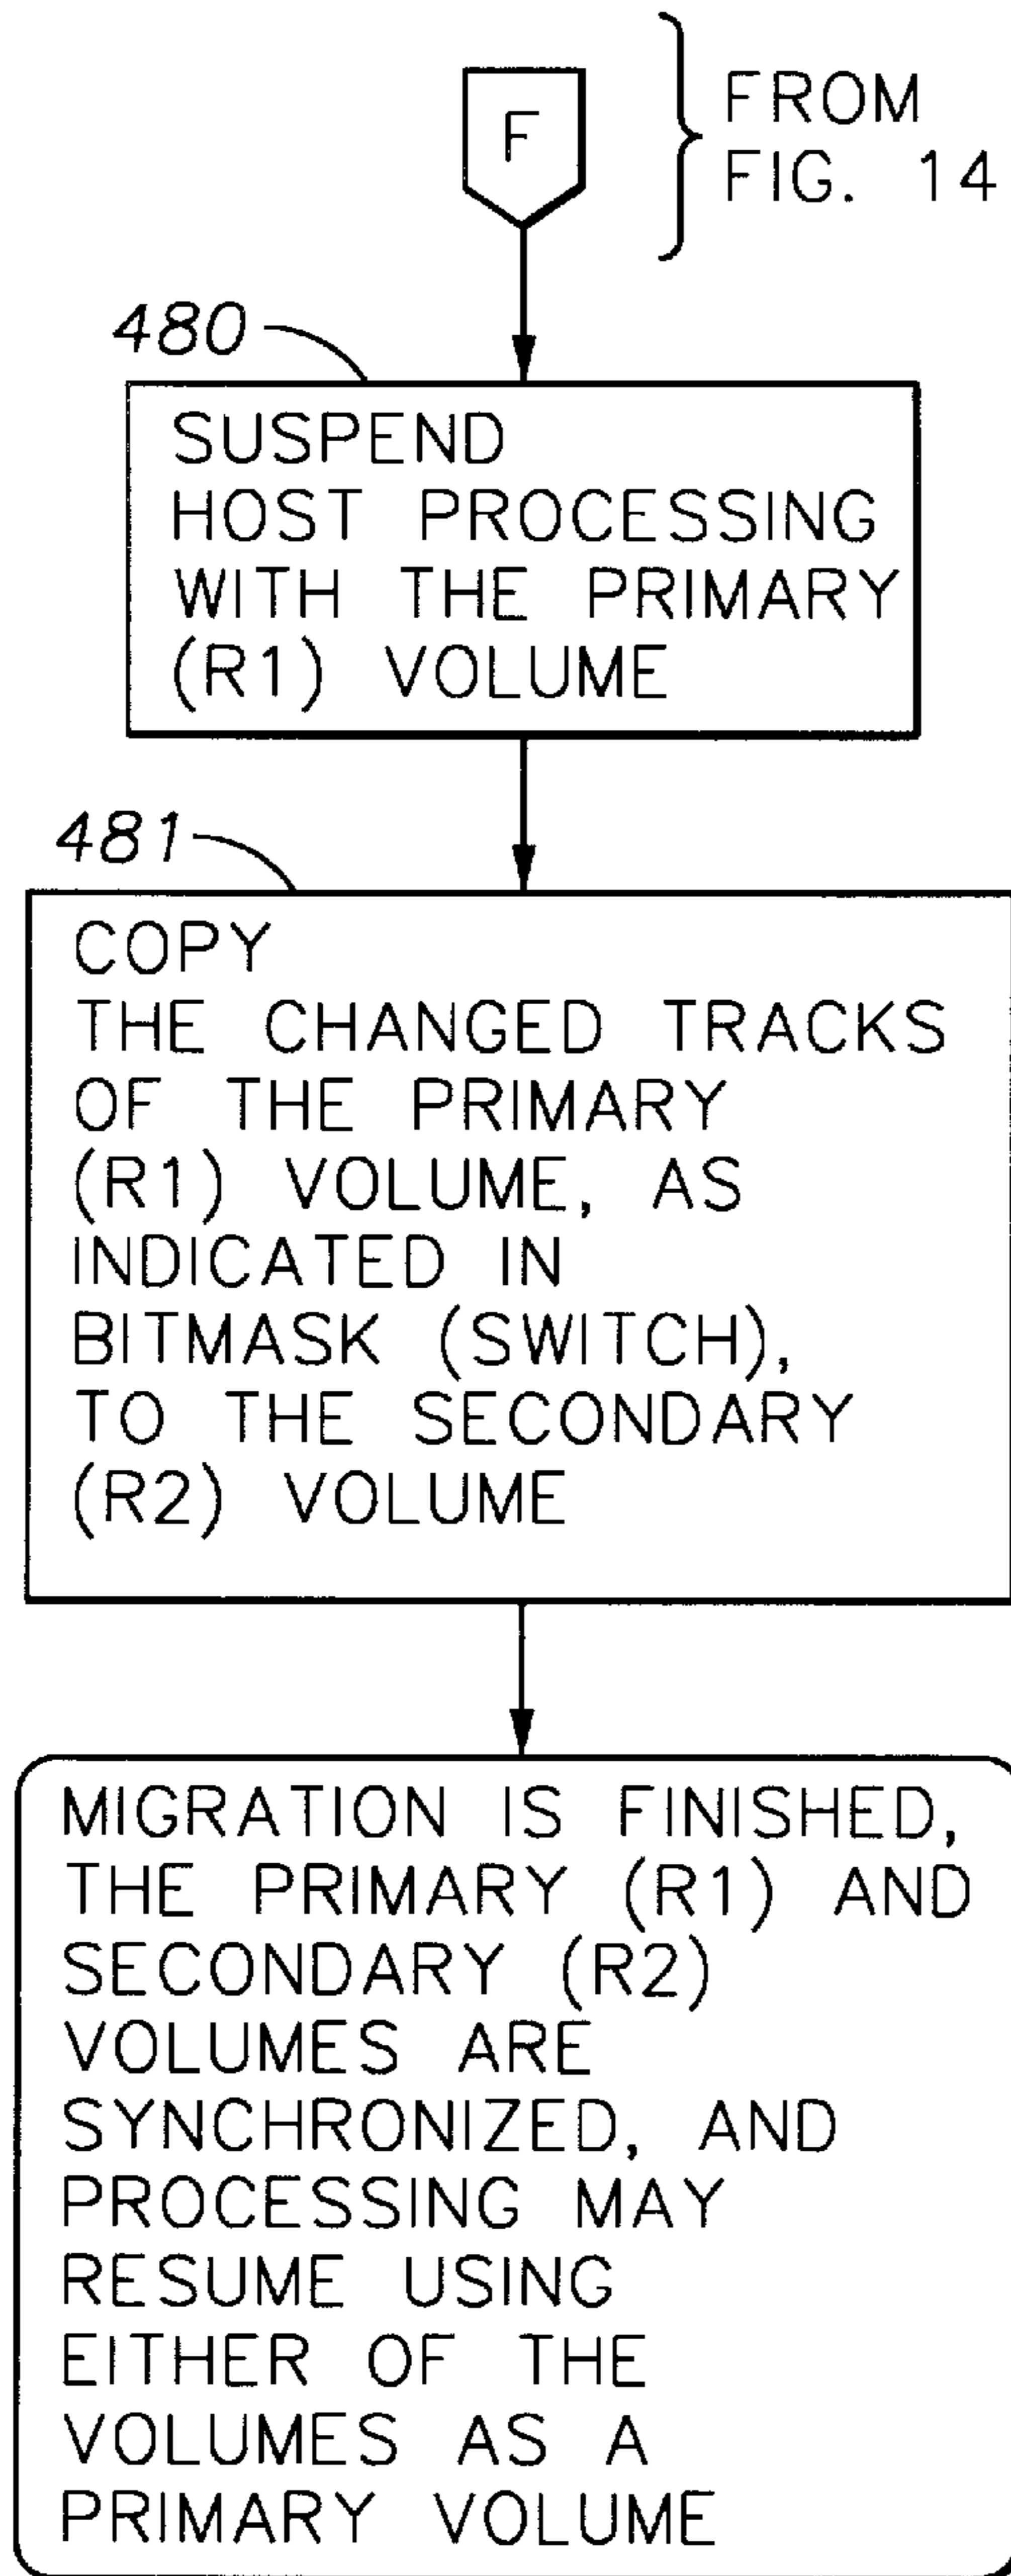 F
FROM
FIG. 14
480
SUSPEND
HOST PROCESSING
WITH THE PRIMARY
(R1) VOLUME
481
COPY
THE CHANGED TRACKS
OF THE PRIMARY
(R1) VOLUME, AS
INDICATED IN
BITMASK (SWITCH),
TO THE SECONDARY
(R2) VOLUME
MIGRATION IS FINISHED,
THE PRIMARY (R1) AND
SECONDARY (R2)
VOLUMES ARE
SYNCHRONIZED, AND
PROCESSING MAY
RESUME USING
EITHER OF THE
VOLUMES AS A
PRIMARY VOLUME